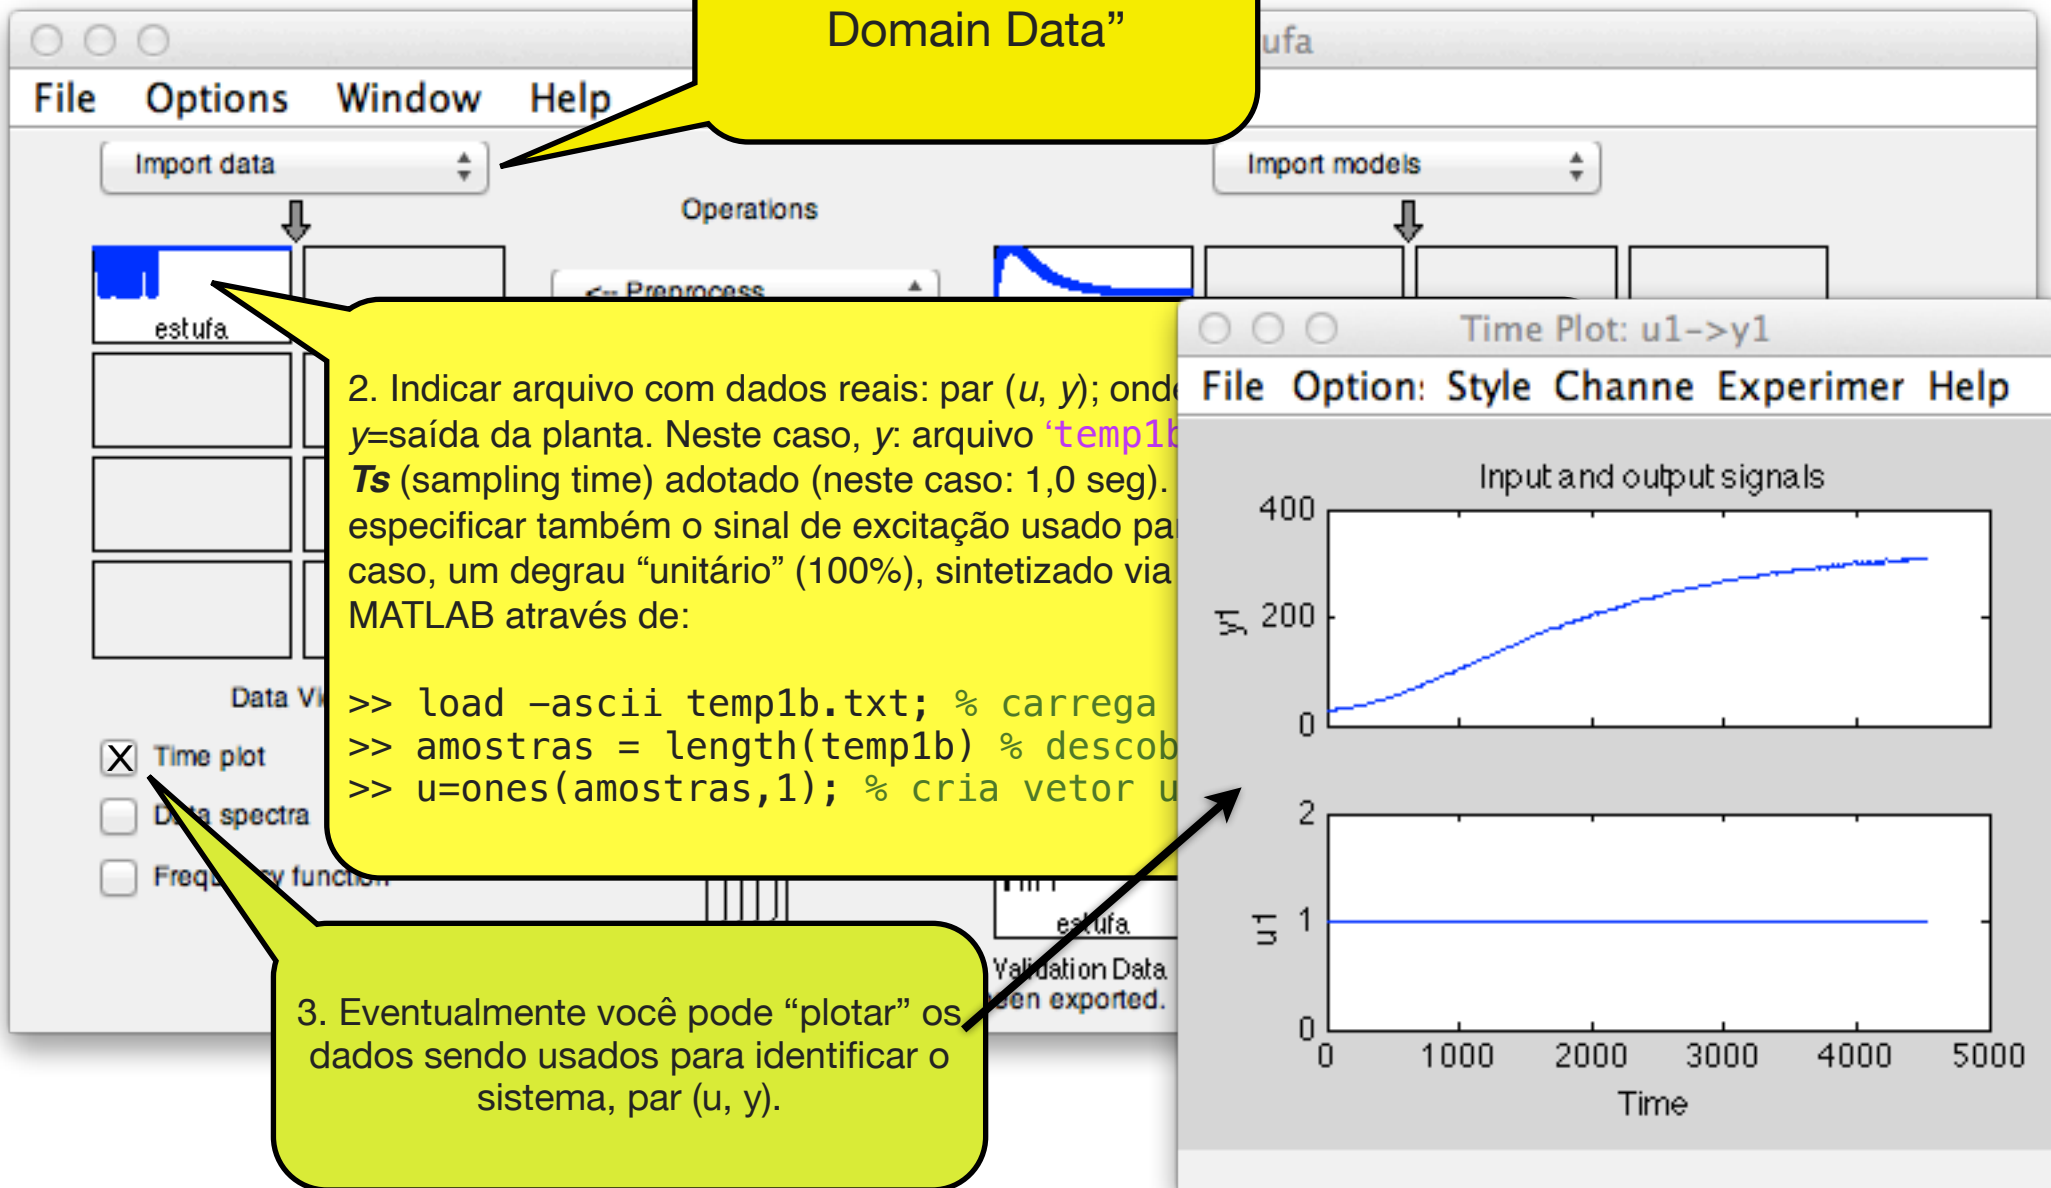 Domain Data”
ufa
File Options Window Help
Import data
Import models
Operations
<-- Preprocess
estufa
2. Indicar arquivo com dados reais: par (u, y); onde
y=saída da planta. Neste caso, y: arquivo ‘temp1b
Ts (sampling time) adotado (neste caso: 1,0 seg).
especificar também o sinal de excitação usado par
caso, um degrau “unitário” (100%), sintetizado via
MATLAB através de:
>> load –ascii temp1b.txt; % carrega
>> amostras = length(temp1b) % descob
>> u=ones(amostras,1); % cria vetor u
Data Vi
X Time plot
Data spectra
Frequency function
estufa
Validation Data
een exported.
3. Eventualmente você pode “plotar” os
dados sendo usados para identificar o
sistema, par (u, y).
Time Plot: u1->y1
File Option: Style Channe Experimer Help
Input and output signals
400
200
0
y1
2
1
0
u1
0 1000 2000 3000 4000 5000
Time